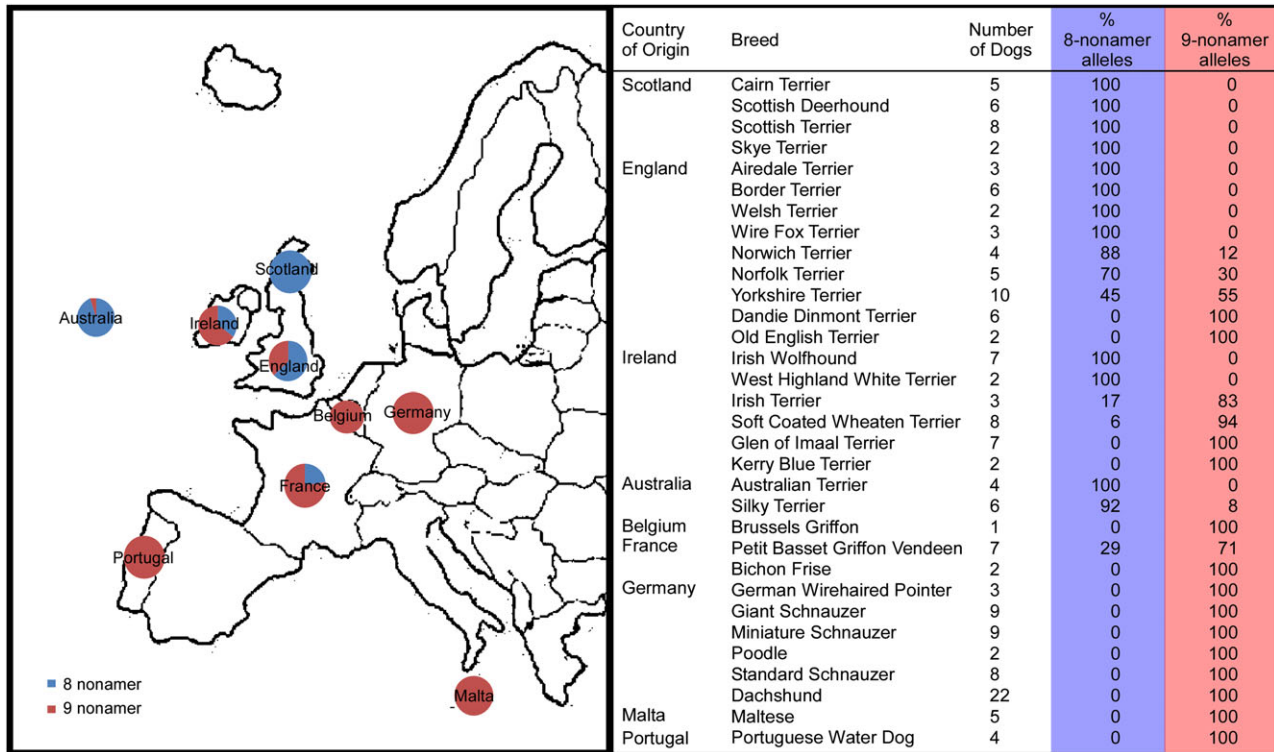 Scotland
Australia
Ireland
England
Belgium
Germany
France
Portugal
Malta
8 nonamer
9 nonamer
Country of Origin Breed Number of Dogs % 8-nonamer alleles % 9-nonamer alleles
Scotland Cairn Terrier 5 100 0
Scottish Deerhound 6 100 0
Scottish Terrier 8 100 0
Skye Terrier 2 100 0
England Airedale Terrier 3 100 0
Border Terrier 6 100 0
Welsh Terrier 2 100 0
Wire Fox Terrier 3 100 0
Norwich Terrier 4 88 12
Norfolk Terrier 5 70 30
Yorkshire Terrier 10 45 55
Dandie Dinmont Terrier 6 0 100
Old English Terrier 2 0 100
Ireland Irish Wolfhound 7 100 0
West Highland White Terrier 2 100 0
Irish Terrier 3 17 83
Soft Coated Wheaten Terrier 8 6 94
Glen of Imaal Terrier 7 0 100
Kerry Blue Terrier 2 0 100
Australia Australian Terrier 4 100 0
Silky Terrier 6 92 8
Belgium Brussels Griffon 1 0 100
France Petit Basset Griffon Vendeen 7 29 71
Bichon Frise 2 0 100
Germany German Wirehaired Pointer 3 0 100
Giant Schnauzer 9 0 100
Miniature Schnauzer 9 0 100
Poodle 2 0 100
Standard Schnauzer 8 0 100
Dachshund 22 0 100
Malta Maltese 5 0 100
Portugal Portuguese Water Dog 4 0 100